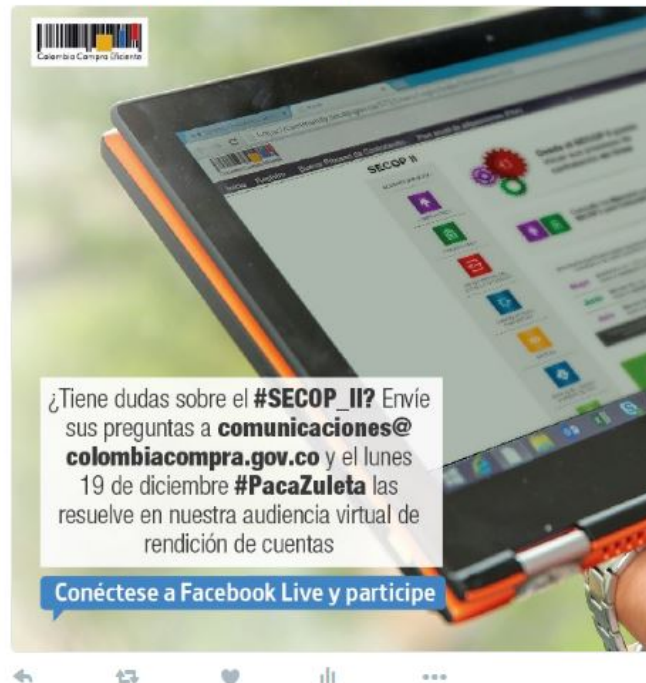 Colombia Compra Eficiente
SECOP II
¿Tiene dudas sobre el #SECOP_II? Envíe
sus preguntas a comunicaciones@
colombiacompra.gov.co y el lunes
19 de diciembre #PacaZuleta las
resuelve en nuestra audiencia virtual de
rendición de cuentas
Conéctese a Facebook Live y participe